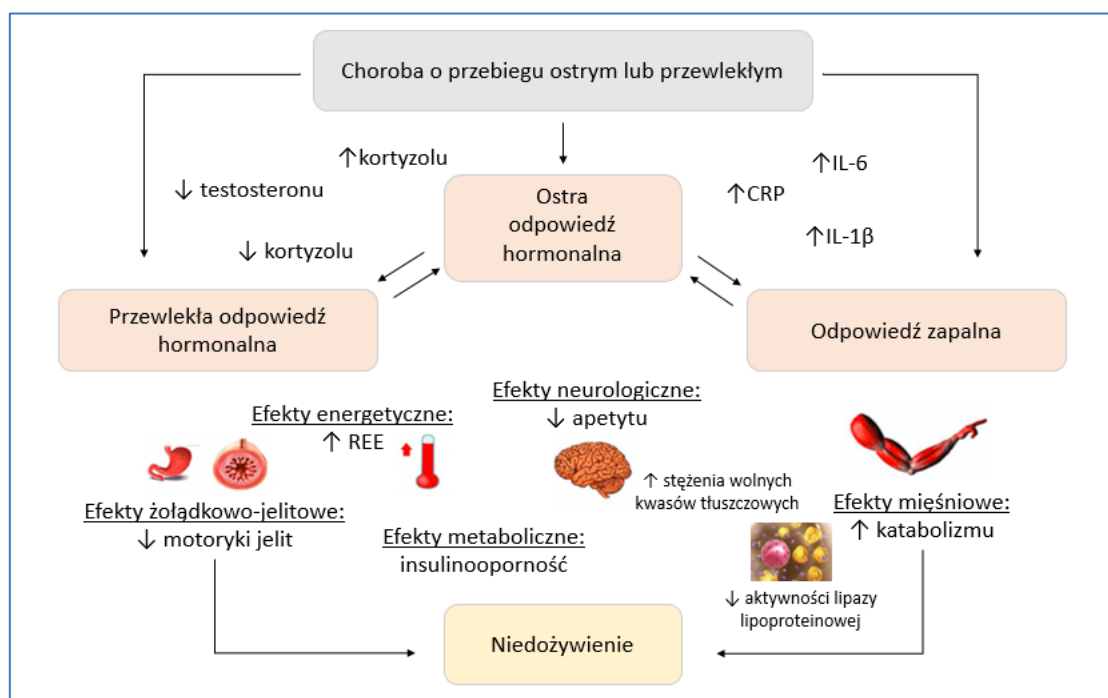 Choroba o przebiegu ostrym lub przewlekłym
↑kortyzolu
↓ testosteronu
↓ kortyzolu
Ostra
odpowiedź
hormonalna
↑IL-6
↑CRP
↑IL-1β
Przewlekła odpowiedź
hormonalna
Odpowiedź zapalna
Efekty energetyczne:
↑ REE
Efekty neurologiczne:
↓ apetytu
Efekty żołądkowo-jelitowe:
↓ motoryki jelit
Efekty metaboliczne:
insulinooporność
↑ stężenia wolnych
kwasów tłuszczowych
Efekty mięśniowe:
↑ katabolizmu
↓ aktywności lipazy
lipoproteinowej
Niedożywienie